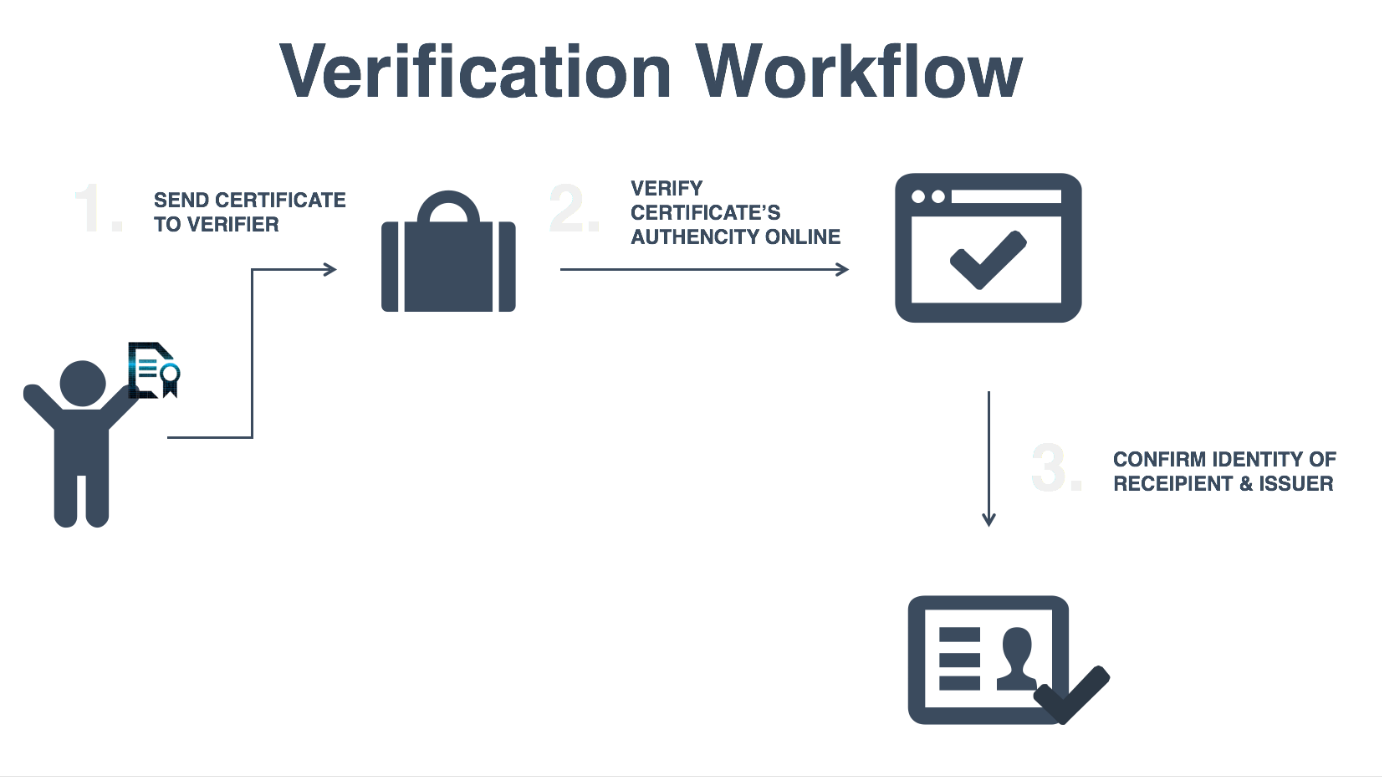 Verification Workflow
1.
SEND CERTIFICATE
TO VERIFIER
2.
VERIFY
CERTIFICATE’S
AUTHENCITY ONLINE
3.
CONFIRM IDENTITY OF
RECEIPIENT & ISSUER